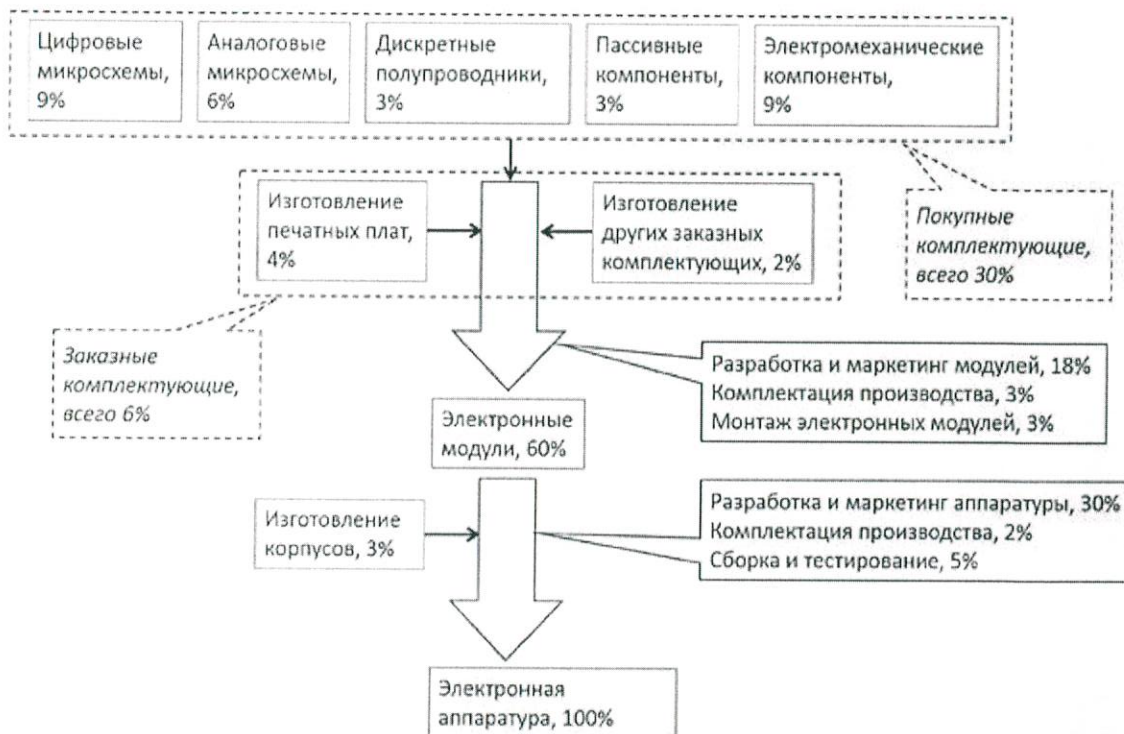 Цифровые
микросхемы,
9%
Аналоговые
микросхемы,
6%
Дискретные
полупроводники,
3%
Пассивные
компоненты,
3%
Электромеханические
компоненты,
9%
Изготовление
печатных плат,
4%
Изготовление
других заказных
комплектующих, 2%
Покупные
комплектующие,
всего 30%
Заказные
комплектующие,
всего 6%
Разработка и маркетинг модулей, 18%
Комплектация производства, 3%
Монтаж электронных модулей, 3%
Электронные
модули, 60%
Изготовление
корпусов, 3%
Разработка и маркетинг аппаратуры, 30%
Комплектация производства, 2%
Сборка и тестирование, 5%
Электронная
аппаратура, 100%